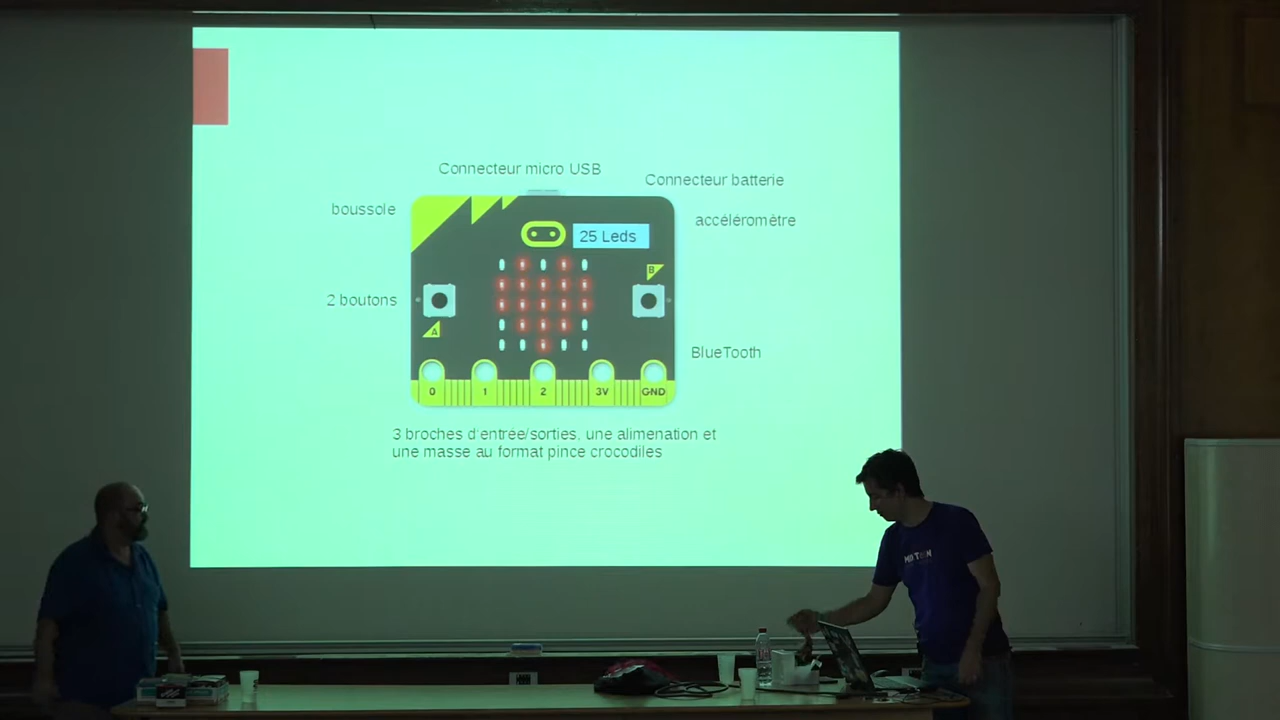 Connecteur micro USB
Connecteur batterie
boussole
accéléromètre
25 Leds
B
2 boutons
A
BlueTooth
0 1 2 3V GND
3 broches d'entrée/sorties, une alimenation et
une masse au format pince crocodiles